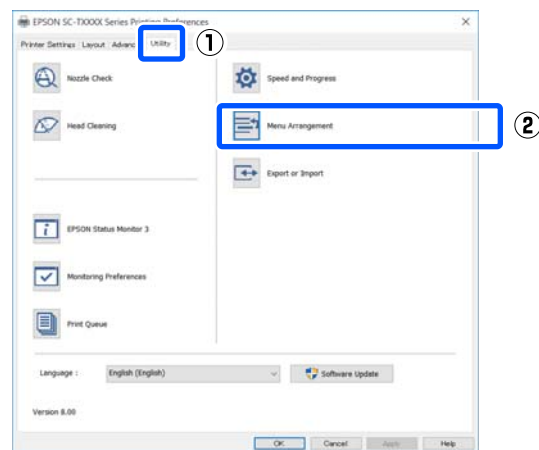 EPSON SC-TXXXX Series Printing Preferences
Printer Settings Layout Advanc Utility ①
Nozzle Check
Speed and Progress
Head Cleaning
Menu Arrangement ②
Export or Import
EPSON Status Monitor 3
Monitoring Preferences
Print Queue
Language : English (English) Software Update
Version 8.00
OK Cancel Apply Help